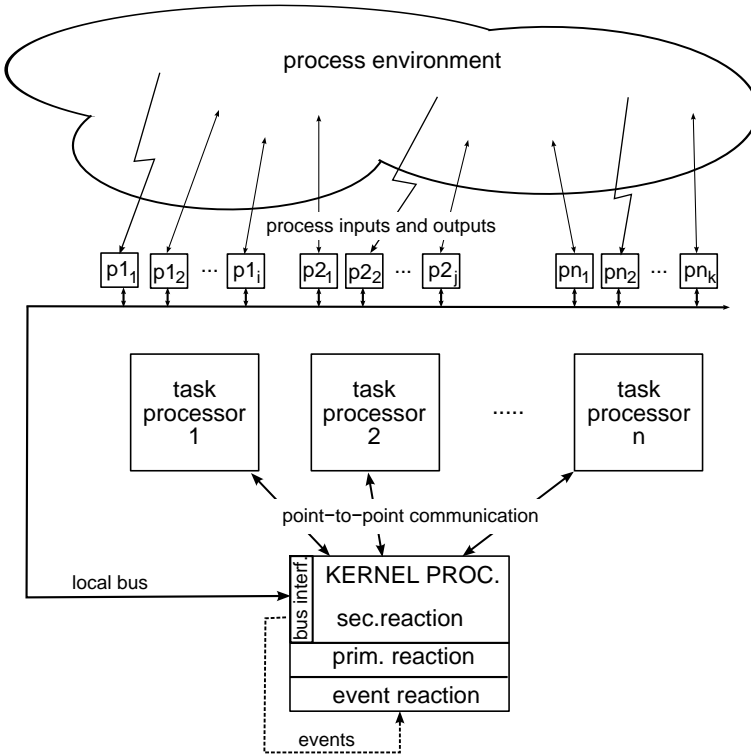 process environment
process inputs and outputs
p1₁ p1₂ ... p1ᵢ p2₁ p2₂ ... p2ⱼ pn₁ pn₂ ... pnₖ
task processor 1
task processor 2
.....
task processor n
point−to−point communication
local bus
bus interf.
KERNEL PROC.
sec.reaction
prim. reaction
event reaction
events